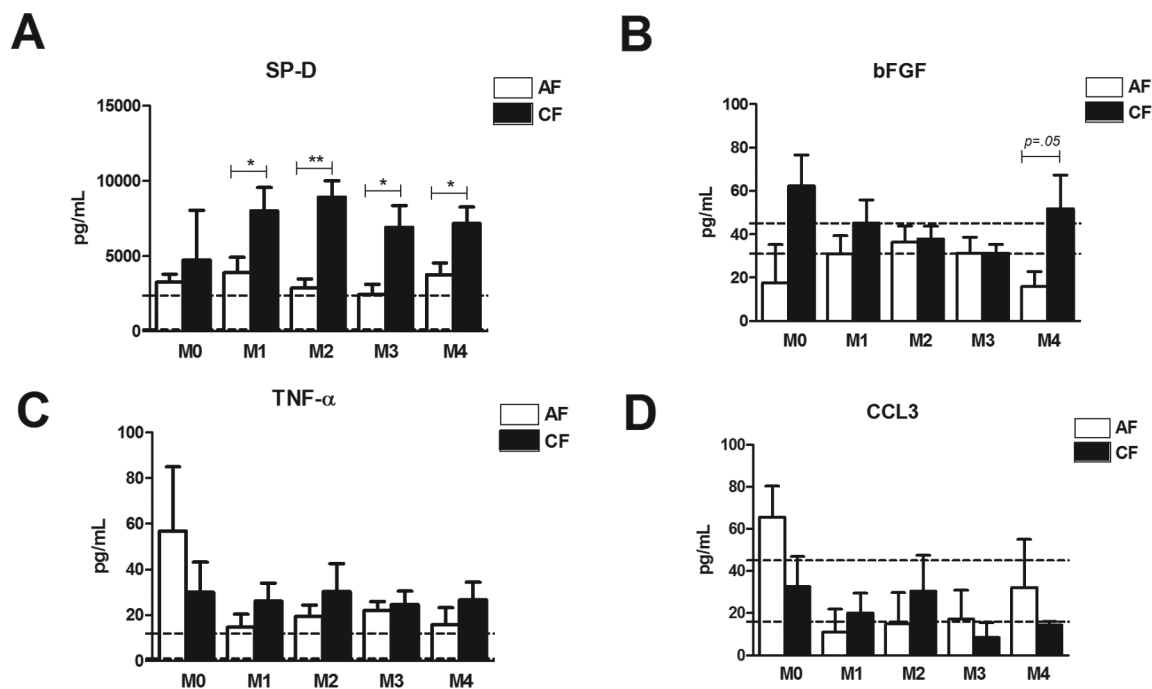 A
SP-D
AF
CF
15000
10000
5000
0
pg/mL
*
**
*
*
M0 M1 M2 M3 M4
B
bFGF
AF
CF
100
80
60
40
20
0
pg/mL
p=.05
M0 M1 M2 M3 M4
C
TNF-α
AF
CF
100
80
60
40
20
0
pg/mL
M0 M1 M2 M3 M4
D
CCL3
AF
CF
100
80
60
40
20
0
pg/mL
M0 M1 M2 M3 M4